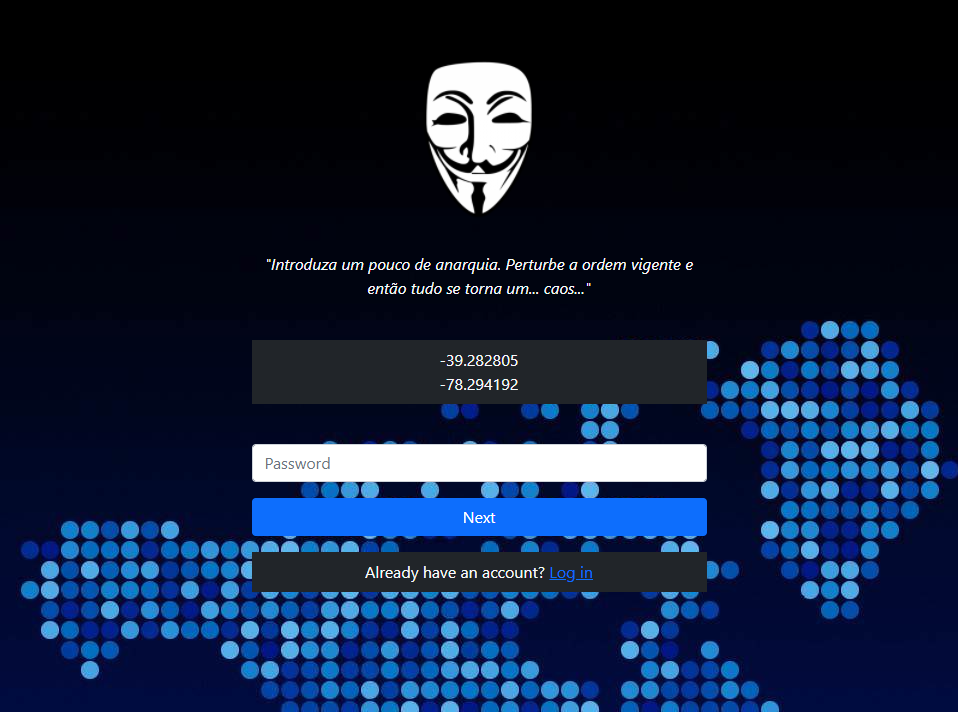 "Introduza um pouco de anarquia. Perturbe a ordem vigente e
então tudo se torna um... caos..."
-39.282805
-78.294192
Password
Next
Already have an account? Log in